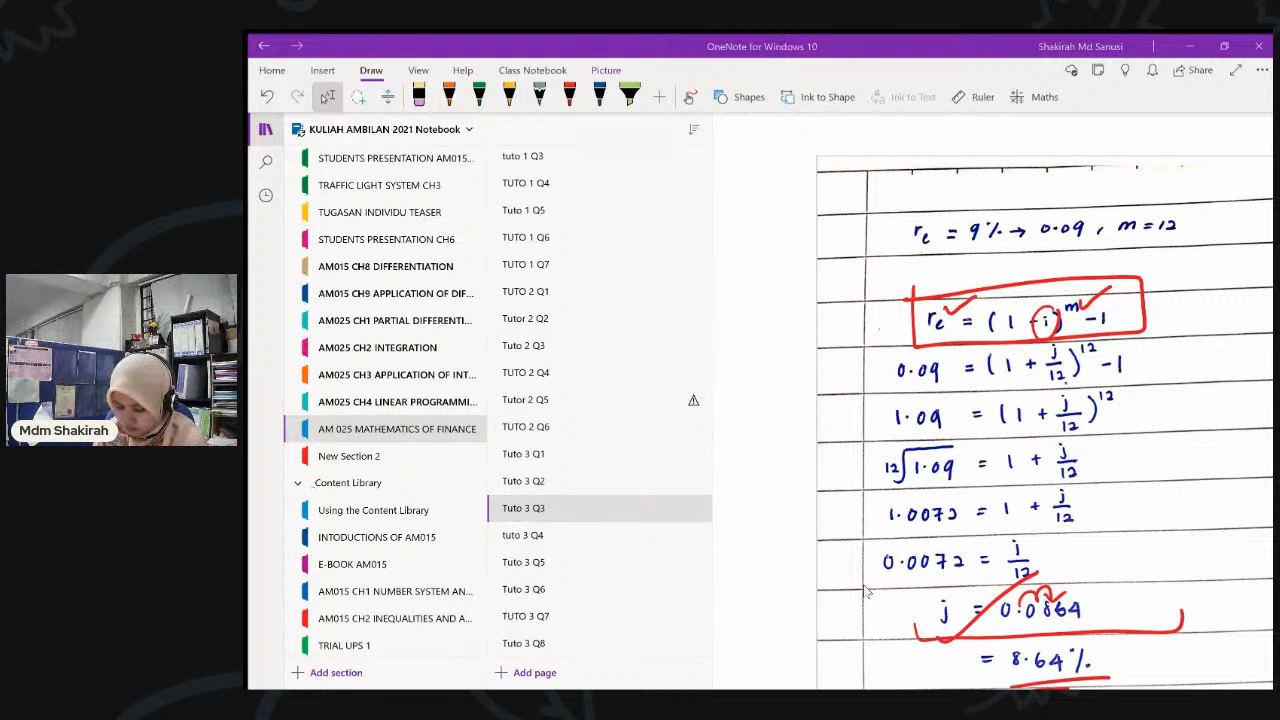 OneNote for Windows 10
Shakirah Md Sanusi
Home Insert Draw View Help Class Notebook Picture
Share
Shapes Ink to Shape Ink to Text Ruler Maths
KULIAH AMBILAN 2021 Notebook
STUDENTS PRESENTATION AM015...
TRAFFIC LIGHT SYSTEM CH3
TUGASAN INDIVIDU TEASER
STUDENTS PRESENTATION CH6
AM015 CH8 DIFFERENTIATION
AM015 CH9 APPLICATION OF DIF...
AM025 CH1 PARTIAL DIFFERENTI...
AM025 CH2 INTEGRATION
AM025 CH3 APPLICATION OF INT...
AM025 CH4 LINEAR PROGRAMMI...
AM 025 MATHEMATICS OF FINANCE
New Section 2
_Content Library
Using the Content Library
INTODUCTIONS OF AM015
E-BOOK AM015
AM015 CH1 NUMBER SYSTEM AN...
AM015 CH2 INEQUALITIES AND A...
TRIAL UPS 1
Add section
tuto 1 Q3
TUTO 1 Q4
Tuto 1 Q5
TUTO 1 Q6
TUTO 1 Q7
TUTO 2 Q1
Tutor 2 Q2
Tuto 2 Q3
TUTO 2 Q4
Tutor 2 Q5
TUTO 2 Q6
Tuto 3 Q1
Tuto 3 Q2
Tuto 3 Q3
tuto 3 Q4
Tuto 3 Q5
Tuto 3 Q6
TUTO 3 Q7
Tuto 3 Q8
Add page
re = 9% → 0.09, m = 12
re = (1 + i)^m - 1
0.09 = (1 + j/12)^12 - 1
1.09 = (1 + j/12)^12
12√1.09 = 1 + j/12
1.0072 = 1 + j/12
0.0072 = j/12
j = 0.0864
= 8.64%
Mdm Shakirah